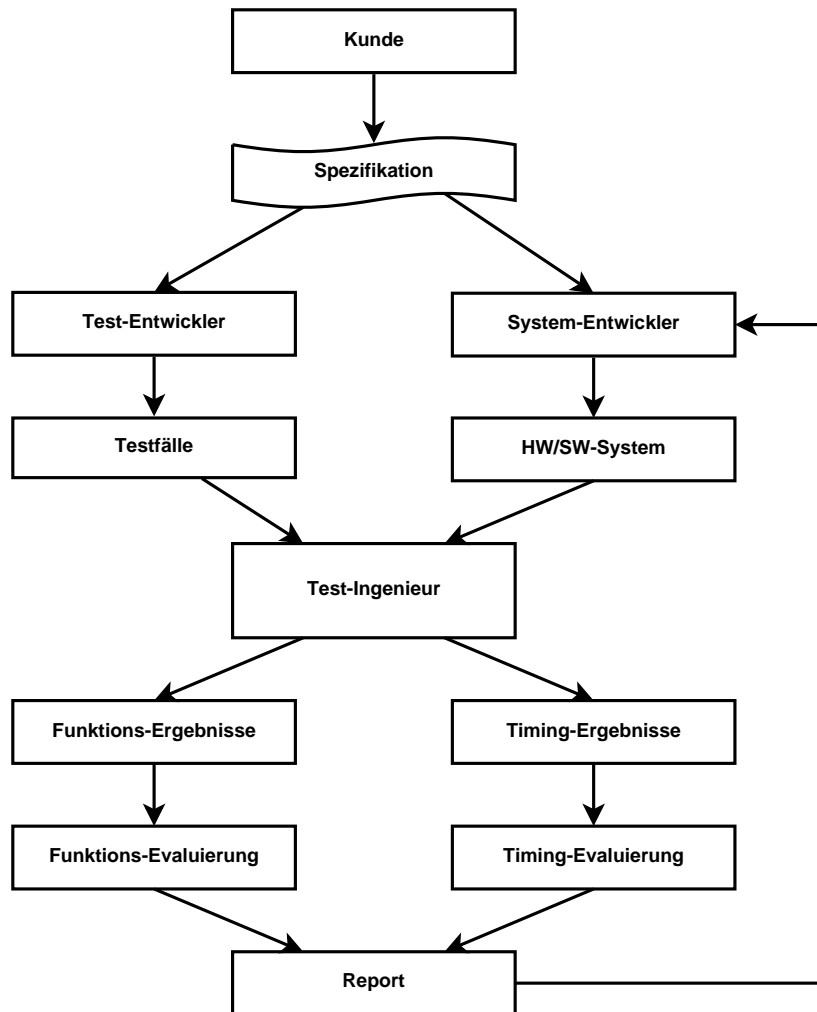 Kunde
Spezifikation
Test-Entwickler
System-Entwickler
Testfälle
HW/SW-System
Test-Ingenieur
Funktions-Ergebnisse
Timing-Ergebnisse
Funktions-Evaluierung
Timing-Evaluierung
Report